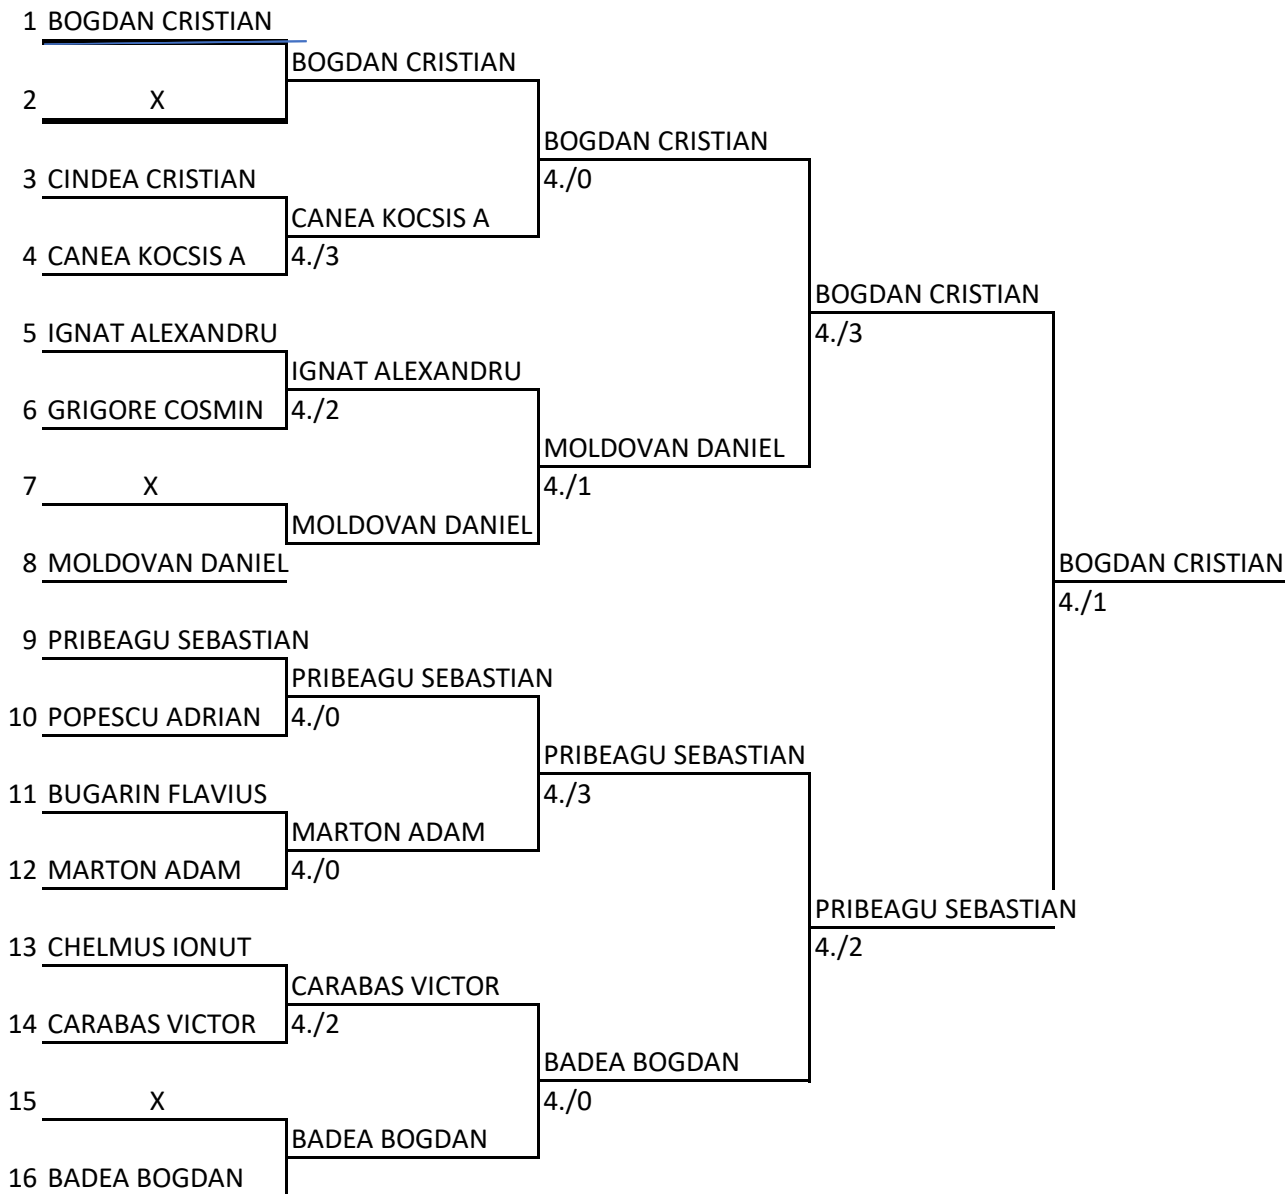 1 BOGDAN CRISTIAN
BOGDAN CRISTIAN
2 X
BOGDAN CRISTIAN
3 CINDEA CRISTIAN
4./0
CANEA KOCSIS A
4 CANEA KOCSIS A
4./3
BOGDAN CRISTIAN
5 IGNAT ALEXANDRU
4./3
IGNAT ALEXANDRU
6 GRIGORE COSMIN
4./2
MOLDOVAN DANIEL
7 X
4./1
MOLDOVAN DANIEL
8 MOLDOVAN DANIEL
BOGDAN CRISTIAN
4./1
9 PRIBEAGU SEBASTIAN
PRIBEAGU SEBASTIAN
10 POPESCU ADRIAN
4./0
PRIBEAGU SEBASTIAN
11 BUGARIN FLAVIUS
4./3
MARTON ADAM
12 MARTON ADAM
4./0
PRIBEAGU SEBASTIAN
13 CHELMUS IONUT
4./2
CARABAS VICTOR
14 CARABAS VICTOR
4./2
BADEA BOGDAN
15 X
4./0
BADEA BOGDAN
16 BADEA BOGDAN